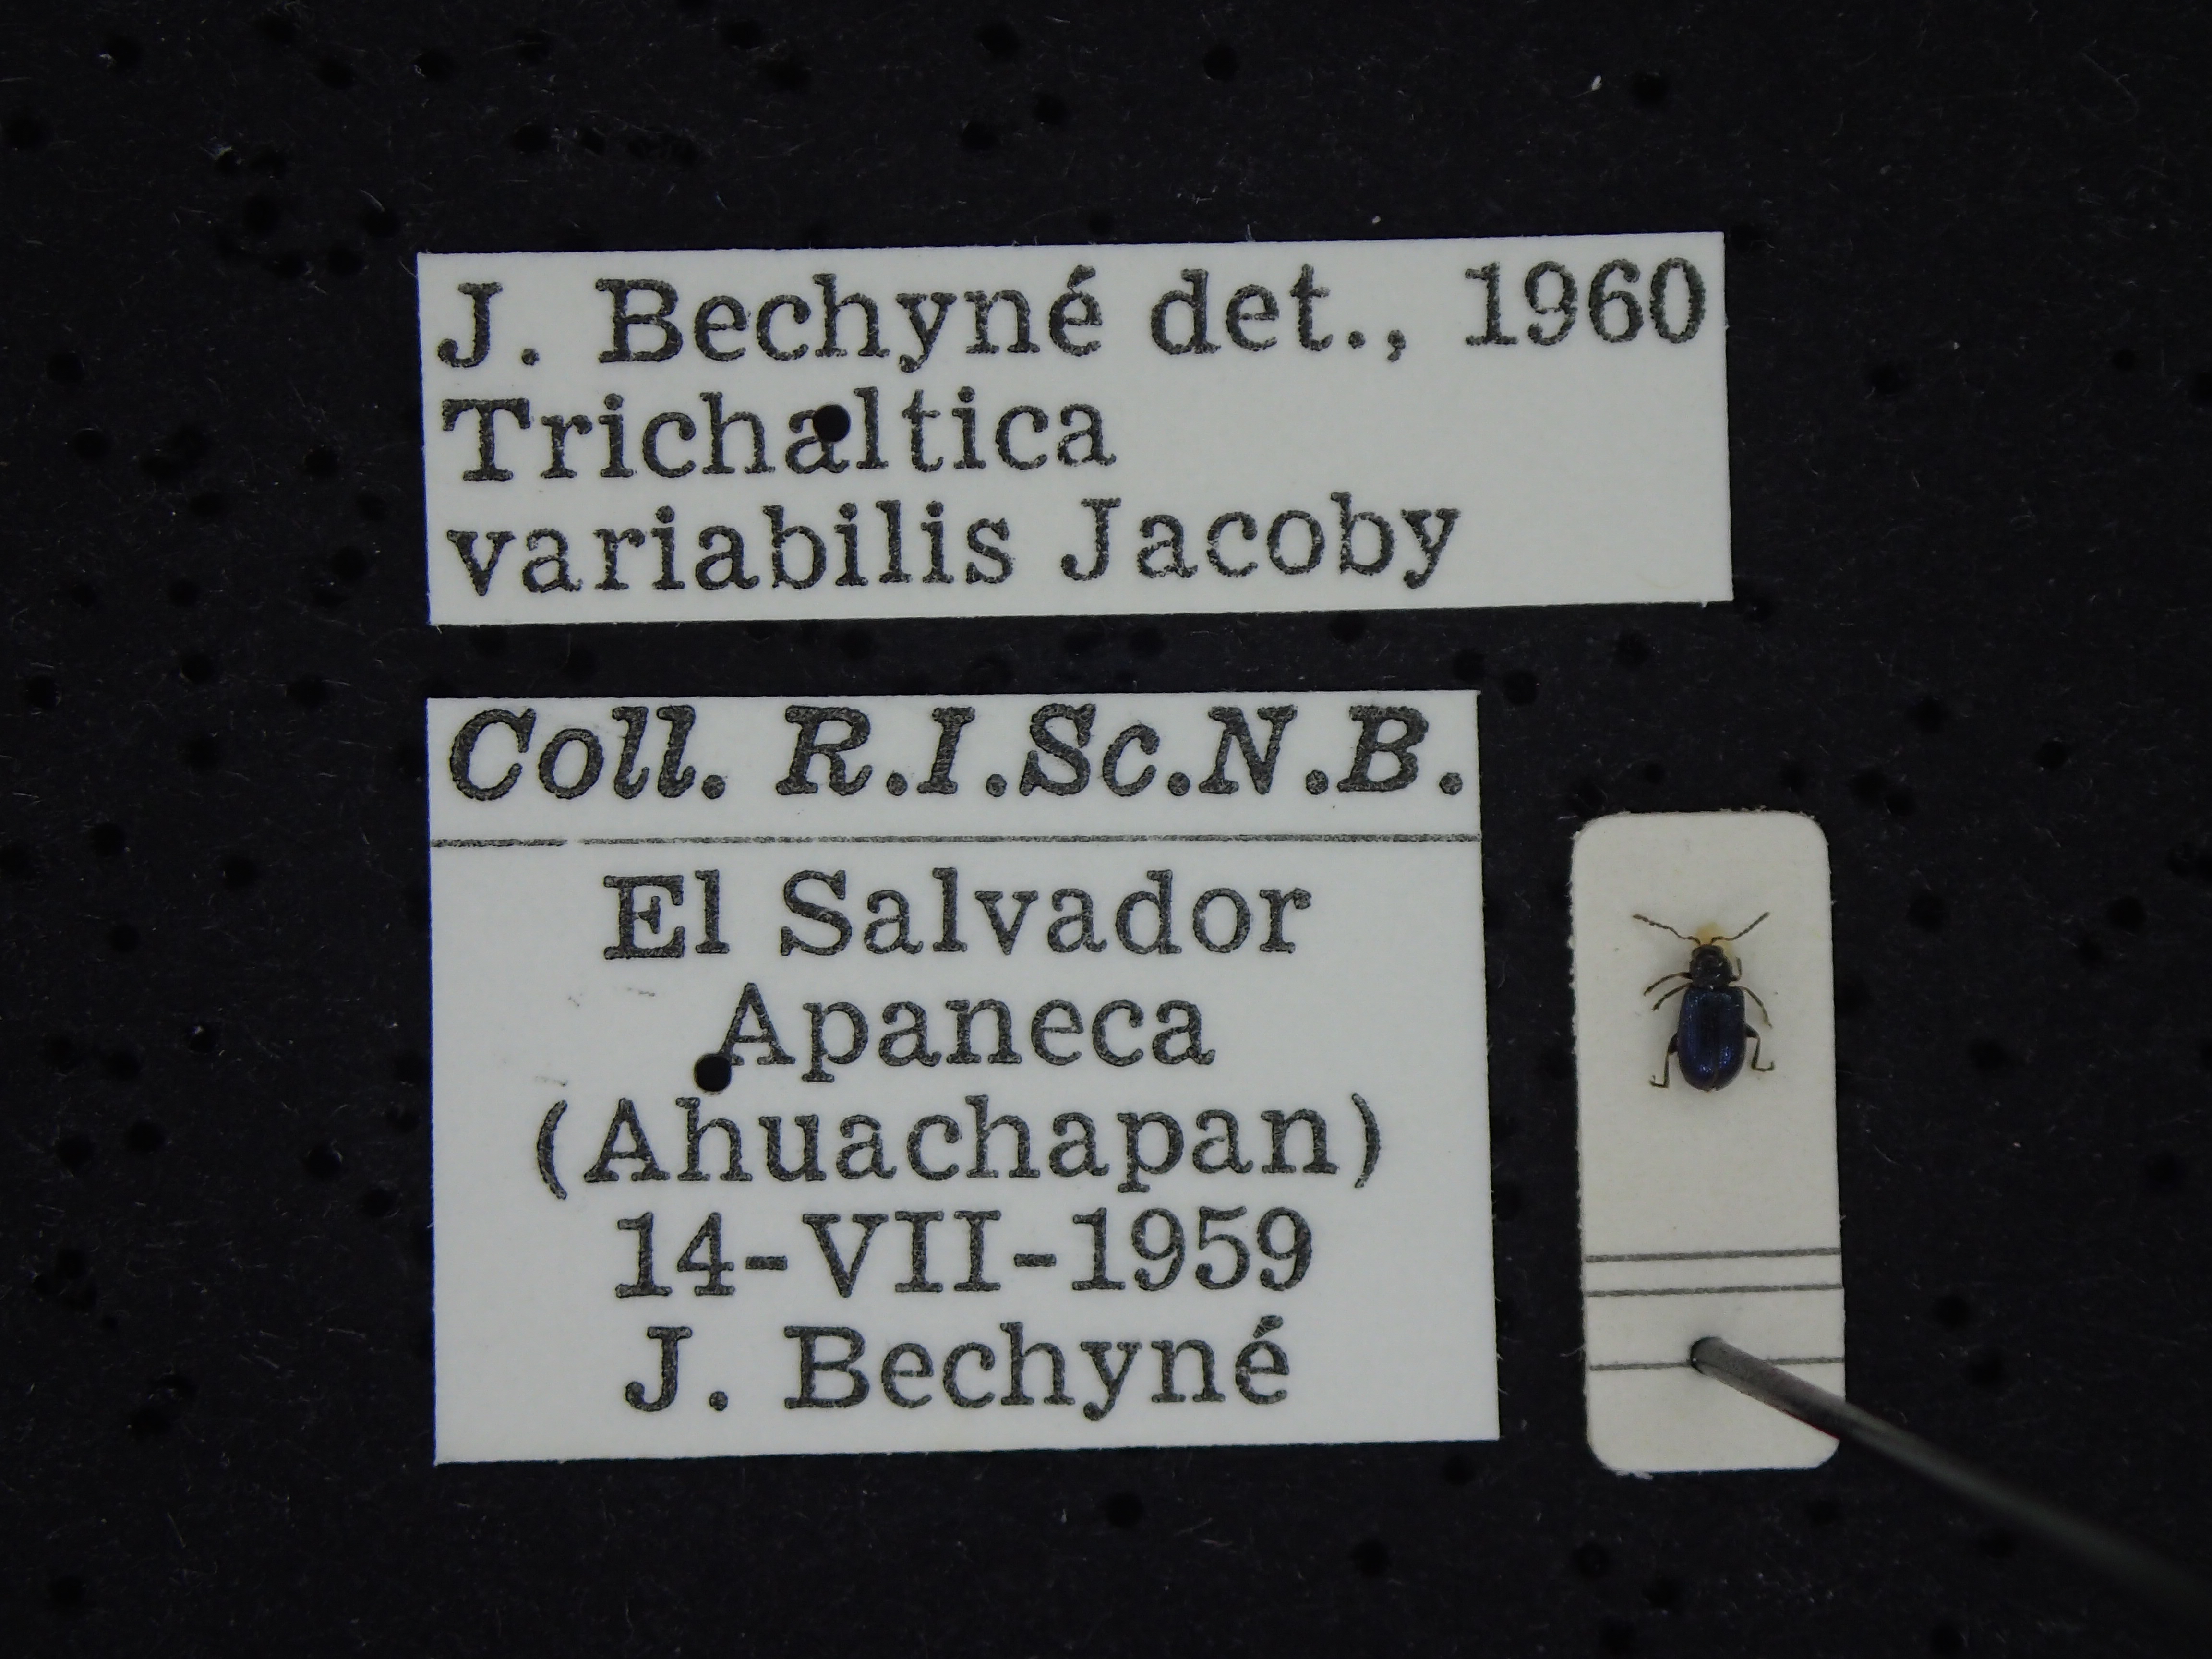 J. Bechyné det., 1960
Trichaltica
variabilis Jacoby
Coll. R.I.Sc.N.B.
El Salvador
Apaneca
(Ahuachapan)
14-VII-1959
J. Bechyné